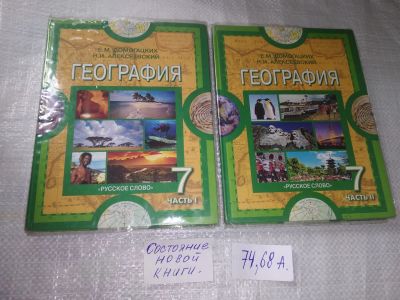 Е.М. ДОМОГАЦКИХ
Н.И. АЛЕКСЕЕВСКИЙ
ГЕОГРАФИЯ
«РУССКОЕ СЛОВО»
7
ЧАСТЬ I
Е.М. ДОМОГАЦКИХ
Н.И. АЛЕКСЕЕВСКИЙ
ГЕОГРАФИЯ
«РУССКОЕ СЛОВО»
7
ЧАСТЬ II
Состояние
новой
книги.
74,68 А.